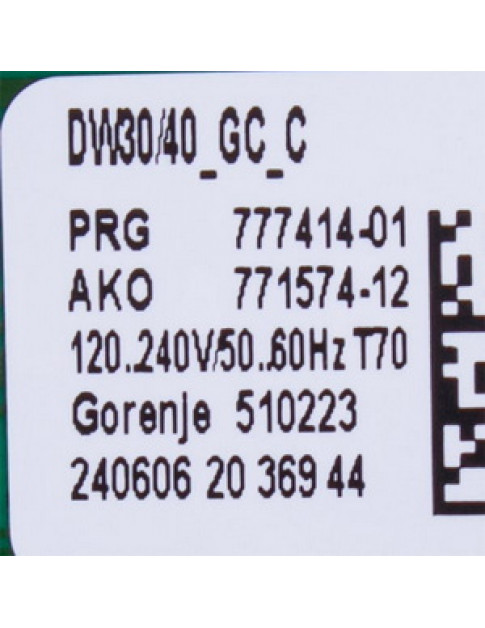 DW30/40_GC_C
PRG 777414-01
AKO 771574-12
120..240V/50..60Hz T70
Gorenje 510223
240606 20 369 44